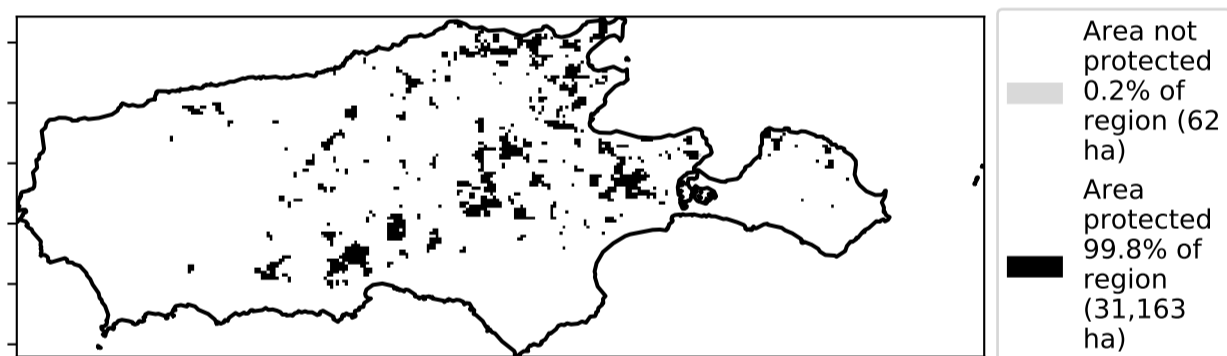 Area not
protected
0.2% of
region (62
ha)
Area
protected
99.8% of
region
(31,163
ha)